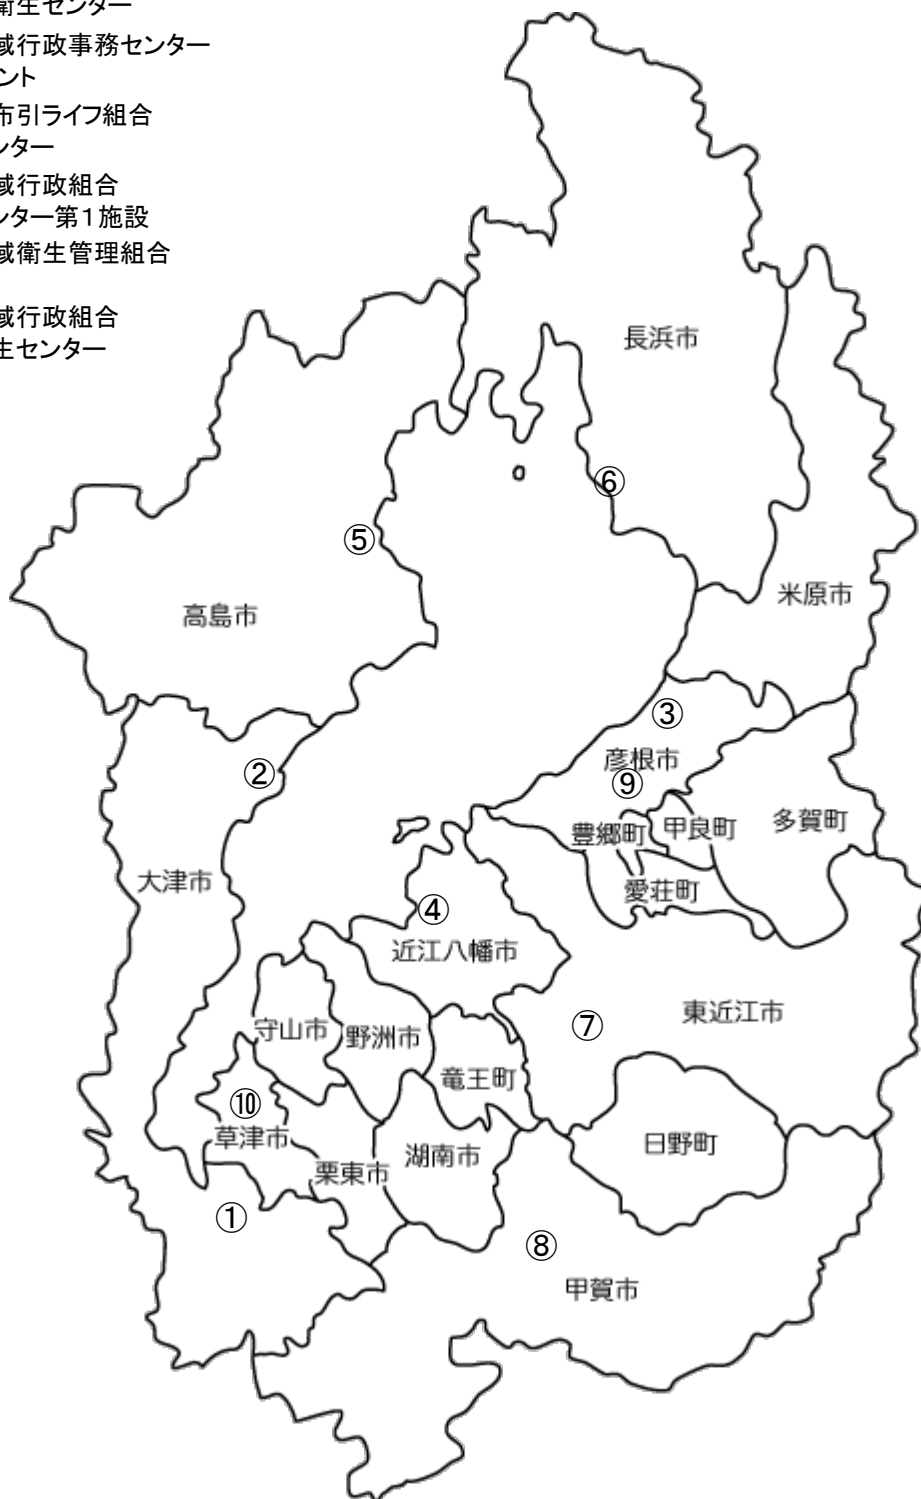 衛生センター
域行政事務センター
ント
布引ライフ組合
ンター
域行政組合
ンター第1施設
域衛生管理組合
域行政組合
生センター
長浜市
⑥
⑤
米原市
高島市
③
彦根市
②
⑨
豊郷町
甲良町
多賀町
大津市
愛荘町
④
近江八幡市
東近江市
⑦
守山市
野洲市
竜王町
⑩
草津市
日野町
湖南市
栗東市
①
⑧
甲賀市